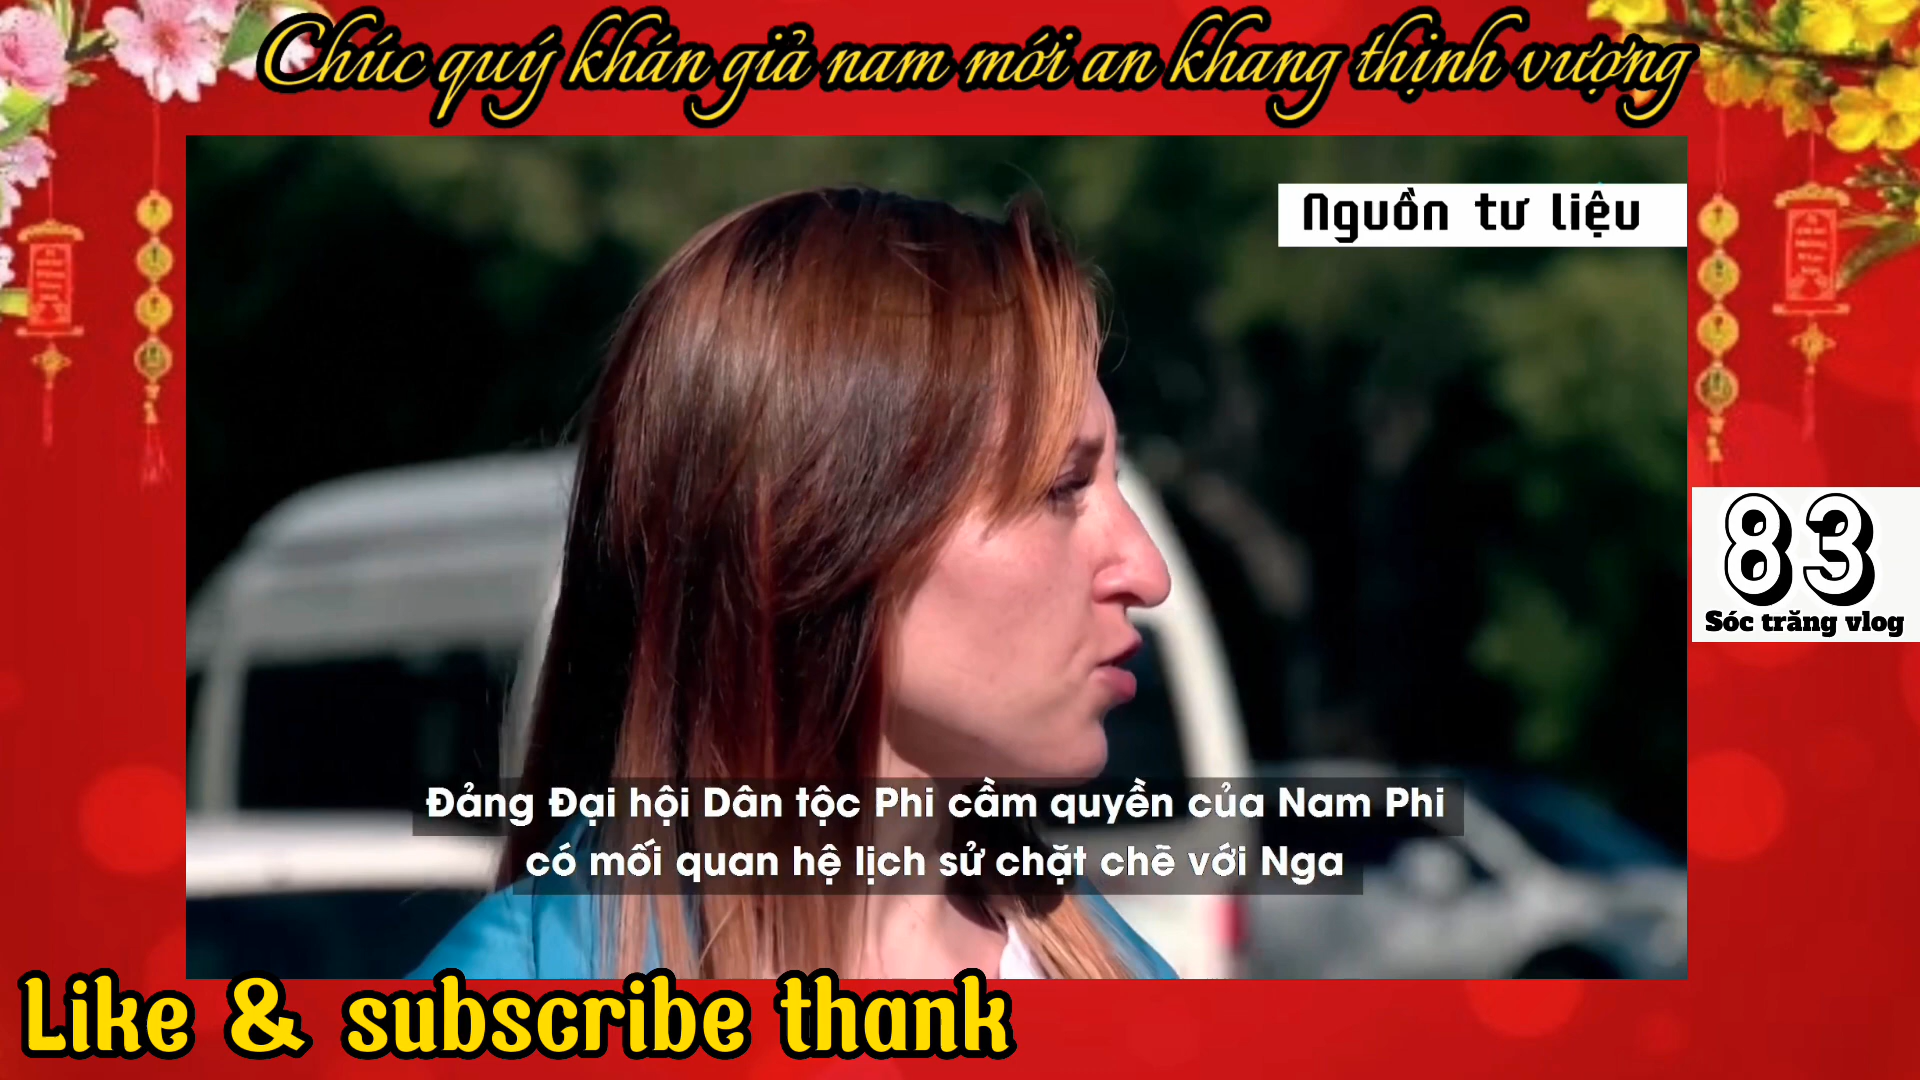 Chúc quý khán giả nam mới an khang thịnh vượng
Nguồn tư liệu
83
Sóc trăng vlog
Đảng Đại hội Dân tộc Phi cầm quyền của Nam Phi
có mối quan hệ lịch sử chặt chẽ với Nga
Like & subscribe thank